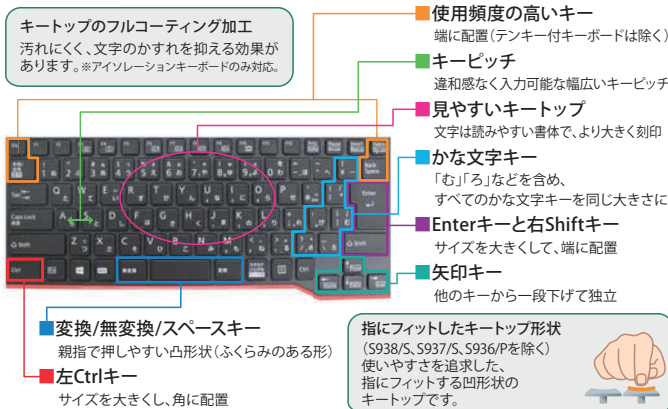 キートップのフルコーティング加工
汚れにくく、文字のかすれを抑える効果が
あります。※アイソレーションキーボードのみ対応。
使用頻度の高いキー
端に配置(テンキー付キーボードは除く)
キーピッチ
違和感なく入力可能な幅広いキーピッチ
見やすいキートップ
文字は読みやすい書体で、より大きく刻印
かな文字キー
「む」「ろ」などを含め、
すべてのかな文字キーを同じ大きさに
Enterキーと右Shiftキー
サイズを大きくして、端に配置
矢印キー
他のキーから一段下げて独立
変換/無変換/スペースキー
親指で押しやすい凸形状(ふくらみのある形)
左Ctrlキー
サイズを大きくし、角に配置
指にフィットしたキートップ形状
(S938/S、S937/S、S936/Pを除く)
使いやすさを追求した、
指にフィットする凹形状の
キートップです。
Back
Space
Enter
Caps Lock
Shift
Shift
Ctrl
無変換
変換
Ctrl